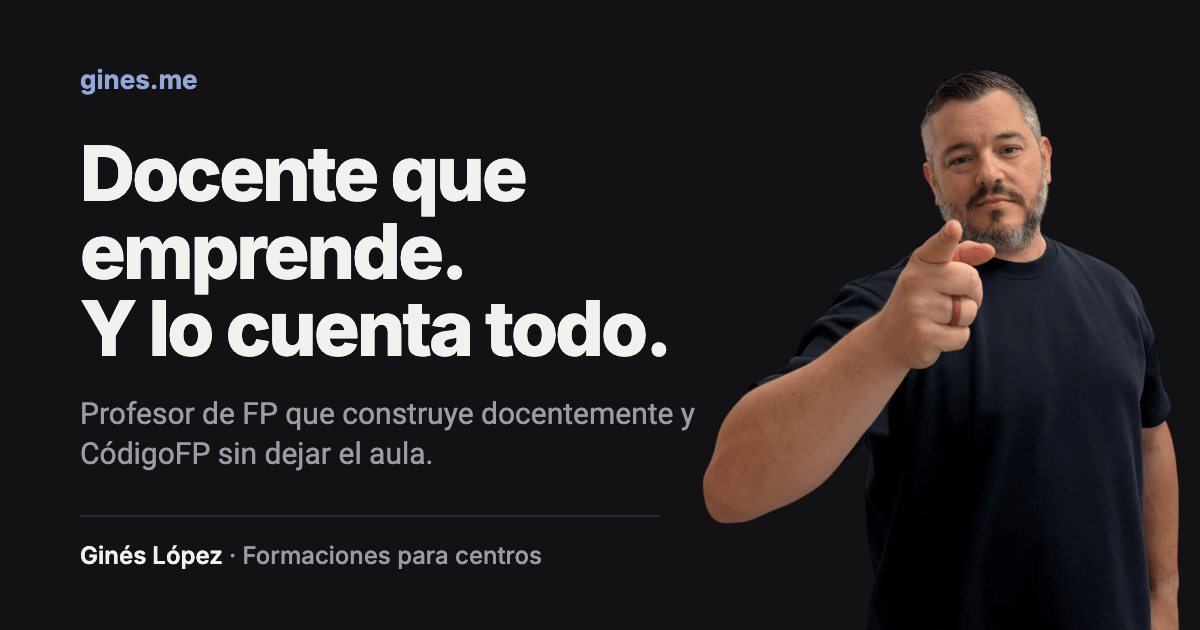 gines.me
Docente que
emprende.
Y lo cuenta todo.
Profesor de FP que construye docentemente y
CódigoFP sin dejar el aula.
Ginés López · Formaciones para centros